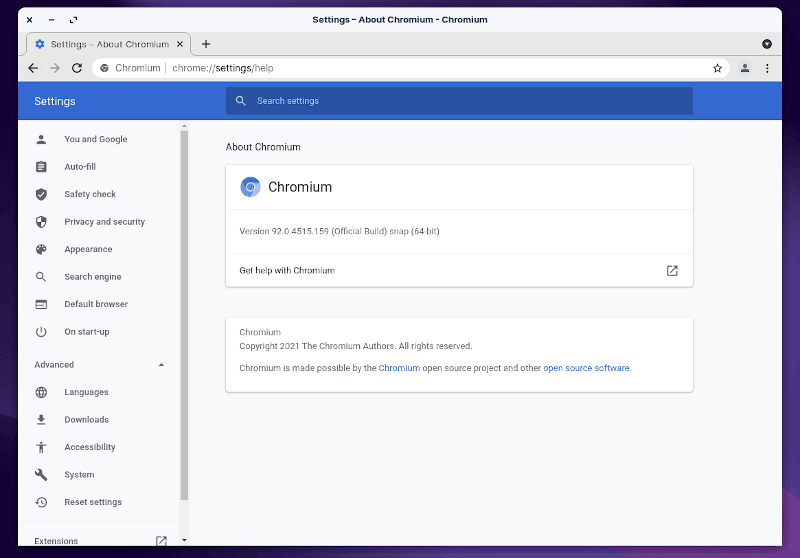 Settings – About Chromium - Chromium
Settings – About Chromium
Chromium chrome://settings/help
Settings
Search settings
You and Google
Auto-fill
Safety check
Privacy and security
Appearance
Search engine
Default browser
On start-up
Advanced
Languages
Downloads
Accessibility
System
Reset settings
Extensions
About Chromium
Chromium
Version 92.0.4515.159 (Official Build) snap (64-bit)
Get help with Chromium
Chromium
Copyright 2021 The Chromium Authors. All rights reserved.
Chromium is made possible by the Chromium open source project and other open source software.